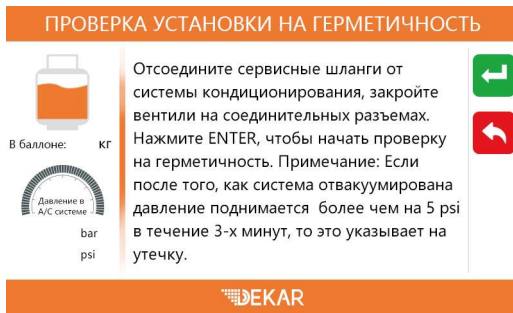 ПРОВЕРКА УСТАНОВКИ НА ГЕРМЕТИЧНОСТЬ
В баллоне: кг
Давление в
A/C системе
bar
psi
Отсоедините сервисные шланги от
системы кондиционирования, закройте
вентили на соединительных разъемах.
Нажмите ENTER, чтобы начать проверку
на герметичность. Примечание: Если
после того, как система отвакуумирована
давление поднимается более чем на 5 psi
в течение 3-х минут, то это указывает на
утечку.
DEKAR